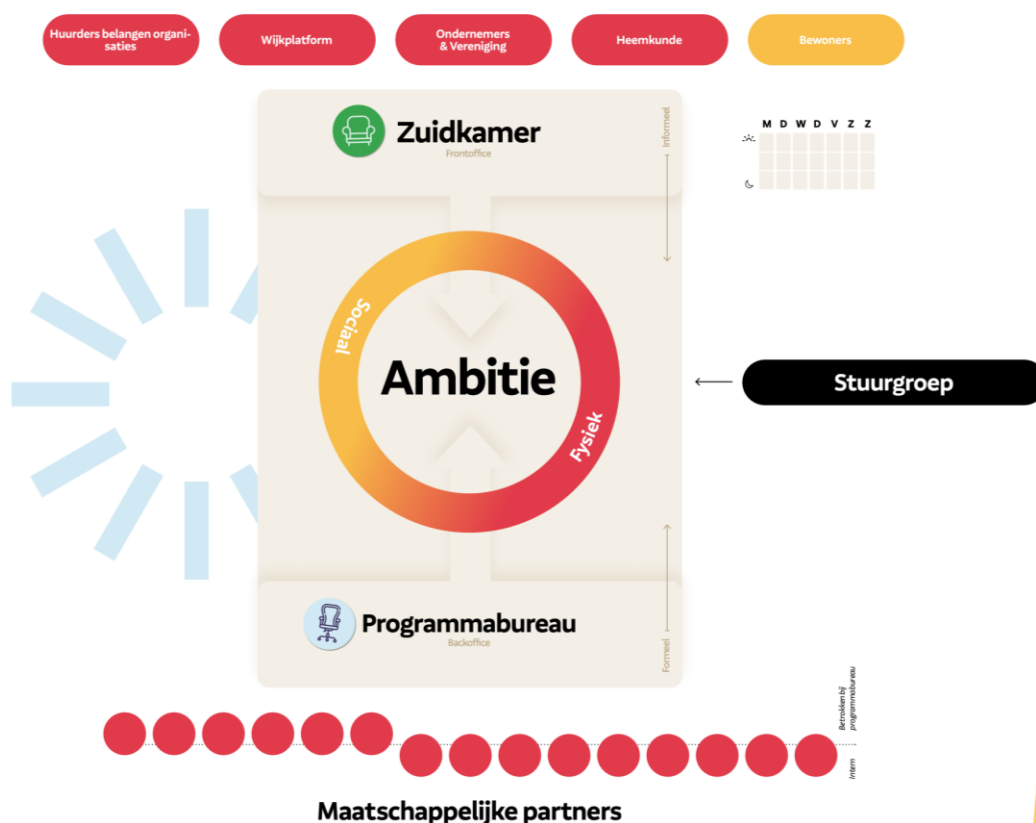 Huurders belangen organi-
saties
Wijkplatform
Ondernemers
& Vereniging
Heemkunde
Bewoners
Zuidkamer
Frontoffice
Informeel
M D W D V Z Z
Sociaal
Ambitie
Fysiek
Stuurgroep
Programmabureau
Backoffice
Formeel
Betrokken bij
programmabureau
Intern
Maatschappelijke partners